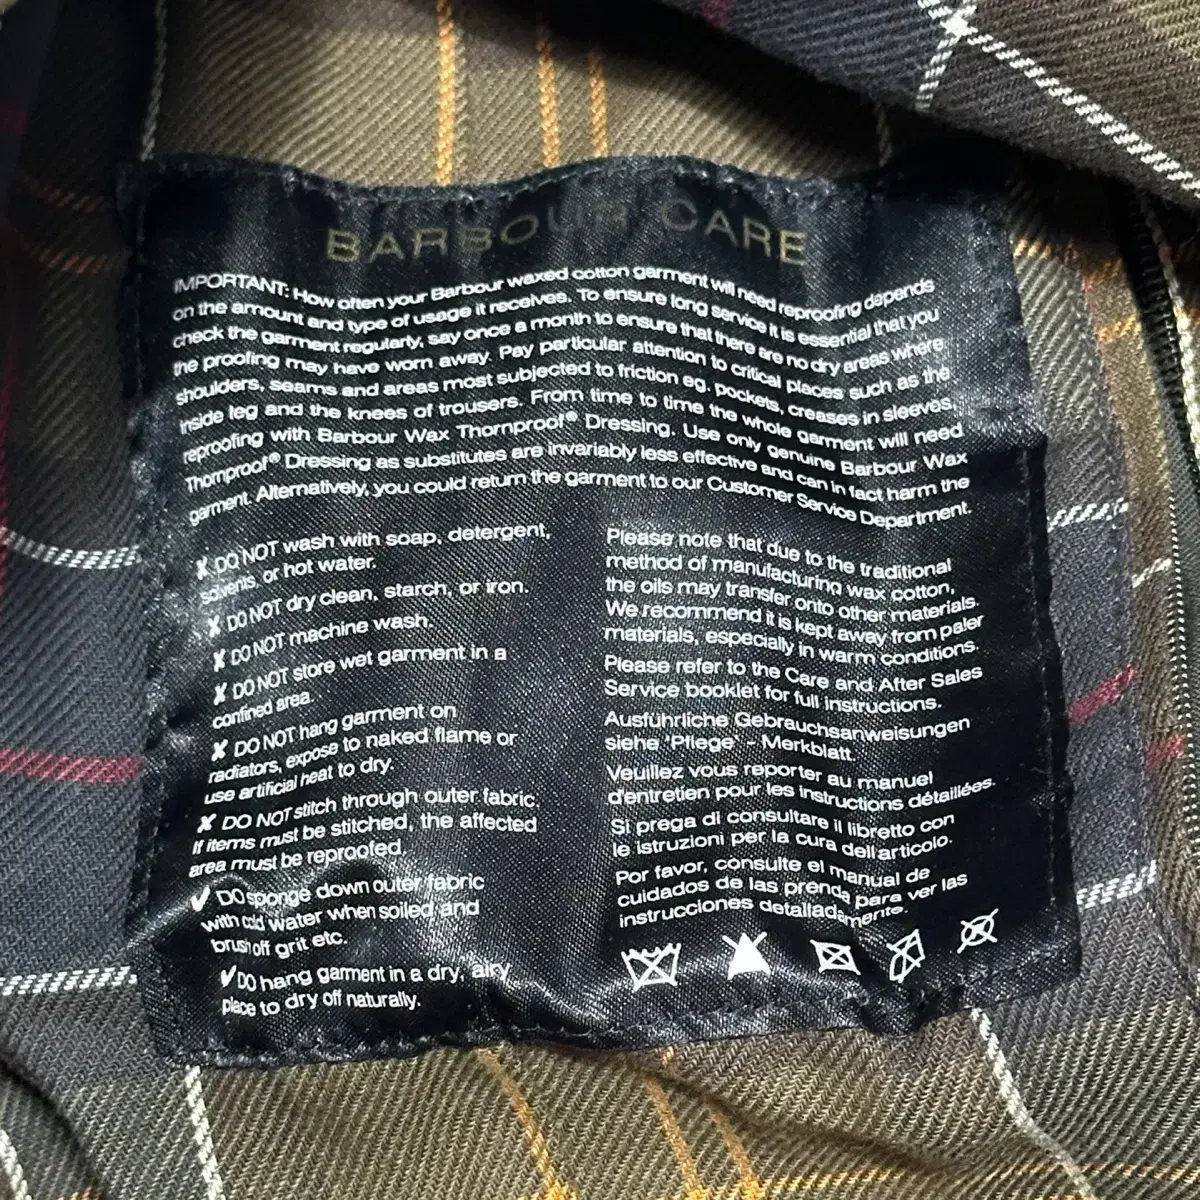 BARBOUR CARE
IMPORTANT: How often your Barbour waxed cotton garment will need reproofing depends
on the amount and type of usage it receives. To ensure long service it is essential that you
check the garment regularly, say once a month to ensure that there are no dry areas where
the proofing may have worn away. Pay particular attention to critical places such as the
shoulders, seams and areas most subjected to friction eg. pockets, creases in sleeves,
inside leg and the knees of trousers. From time to time the whole garment will need
reproofing with Barbour Wax Thornproof® Dressing. Use only genuine Barbour Wax
Thornproof® Dressing as substitutes are invariably less effective and can in fact harm the
garment. Alternatively, you could return the garment to our Customer Service Department.
✘ DO NOT wash with soap, detergent,
solvents, or hot water.
✘ DO NOT dry clean, starch, or iron.
✘ DO NOT machine wash.
✘ DO NOT store wet garment in a
confined area.
✘ DO NOT hang garment on
radiators, expose to naked flame or
use artificial heat to dry.
✘ DO NOT stitch through outer fabric.
If items must be stitched, the affected
area must be reproofed.
✔ DO sponge down outer fabric
with cold water when soiled and
brush off grit etc.
✔ DO hang garment in a dry, airy
place to dry off naturally.
Please note that due to the traditional
method of manufacturing wax cotton,
the oils may transfer onto other materials.
We recommend it is kept away from paler
materials, especially in warm conditions.
Please refer to the Care and After Sales
Service booklet for full instructions.
Ausführliche Gebrauchsanweisungen
siehe 'Pflege' - Merkblatt.
Veuillez vous reporter au manuel
d'entretien pour les instructions détaillées.
Si prega di consultare il libretto con
le istruzioni per la cura dell articolo.
Por favor, consulte el manual de
cuidados de las prenda para ver las
instrucciones detalladamente.